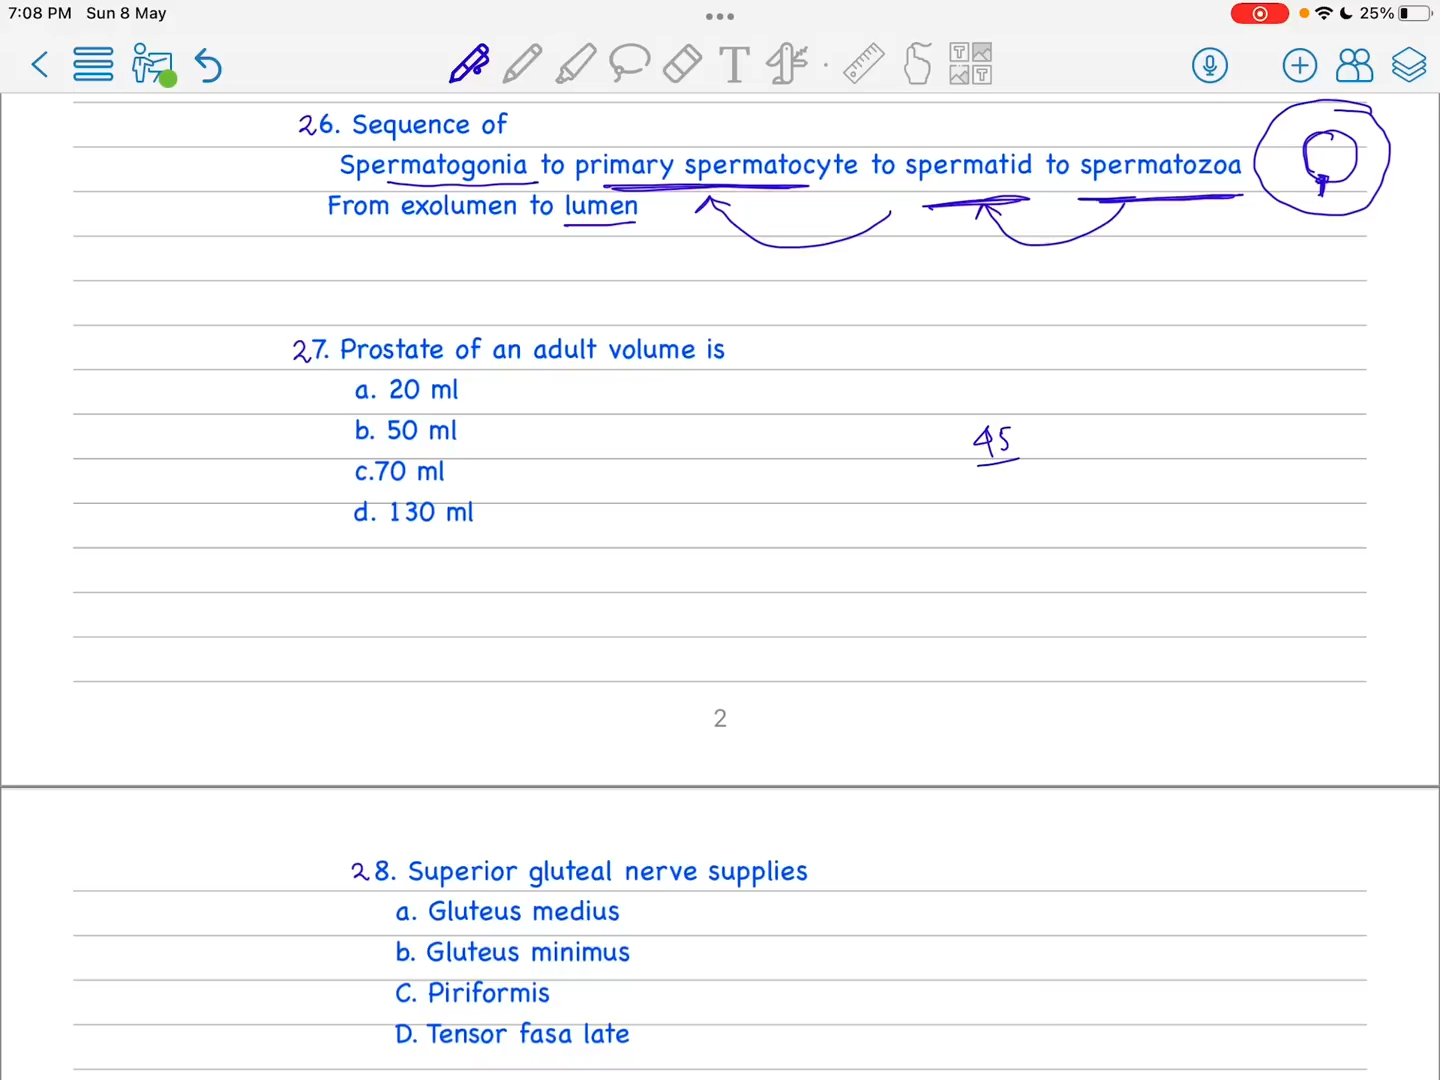 7:08 PM Sun 8 May
25%
T
26. Sequence of
Spermatogonia to primary spermatocyte to spermatid to spermatozoa
From exolumen to lumen
27. Prostate of an adult volume is
a. 20 ml
b. 50 ml
45
c.70 ml
d. 130 ml
2
28. Superior gluteal nerve supplies
a. Gluteus medius
b. Gluteus minimus
C. Piriformis
D. Tensor fasa late